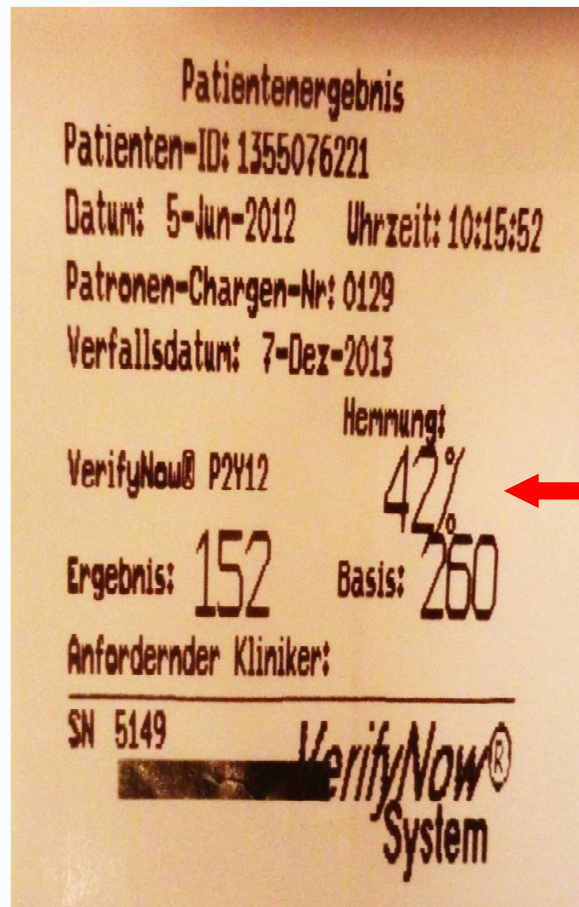 Patientenergebnis
Patienten-ID: 1355076221
Datum: 5-Jun-2012 Uhrzeit: 10:15:52
Patronen-Chargen-Nr: 0129
Verfallsdatum: 7-Dez-2013
Hemmung:
VerifyNow® P2Y12 42%
Ergebnis: 152 Basis: 260
Anfordernder Kliniker:
SN 5149
VerifyNow®
System